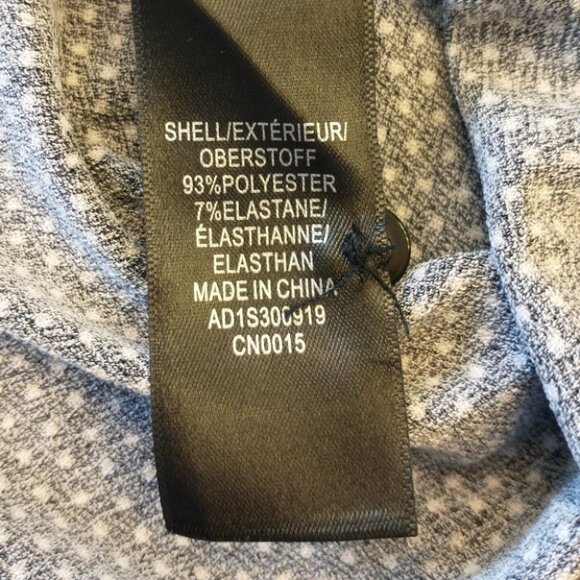 SHELL/EXTÉRIEUR/
OBERSTOFF
93%POLYESTER
7%ELASTANE/
ÉLASTHANNE/
ELASTHAN
MADE IN CHINA
AD1S300919
CN0015